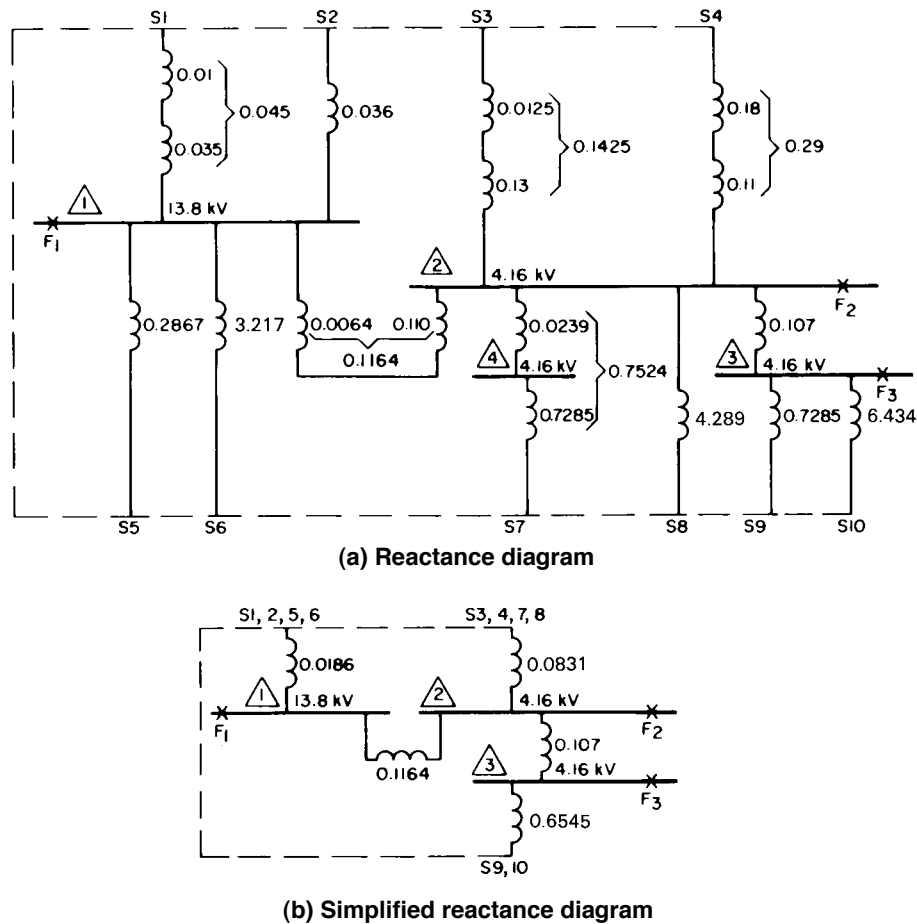 S1 S2 S3 S4
0.01
0.045
0.035
0.036
0.0125
0.1425
0.13
0.18
0.29
0.11
1
13.8 kV
F1
2
4.16 kV
F2
0.2867
3.217
0.0064
0.110
0.1164
0.0239
0.7524
4
4.16 kV
0.7285
0.107
3
4.16 kV
F3
4.289
0.7285
6.434
S5 S6 S7 S8 S9 S10
(a) Reactance diagram
S1, 2, 5, 6
S3, 4, 7, 8
0.0186
0.0831
1
13.8 kV
2
4.16 kV
F1
F2
0.1164
0.107
3
4.16 kV
F3
0.6545
S9, 10
(b) Simplified reactance diagram